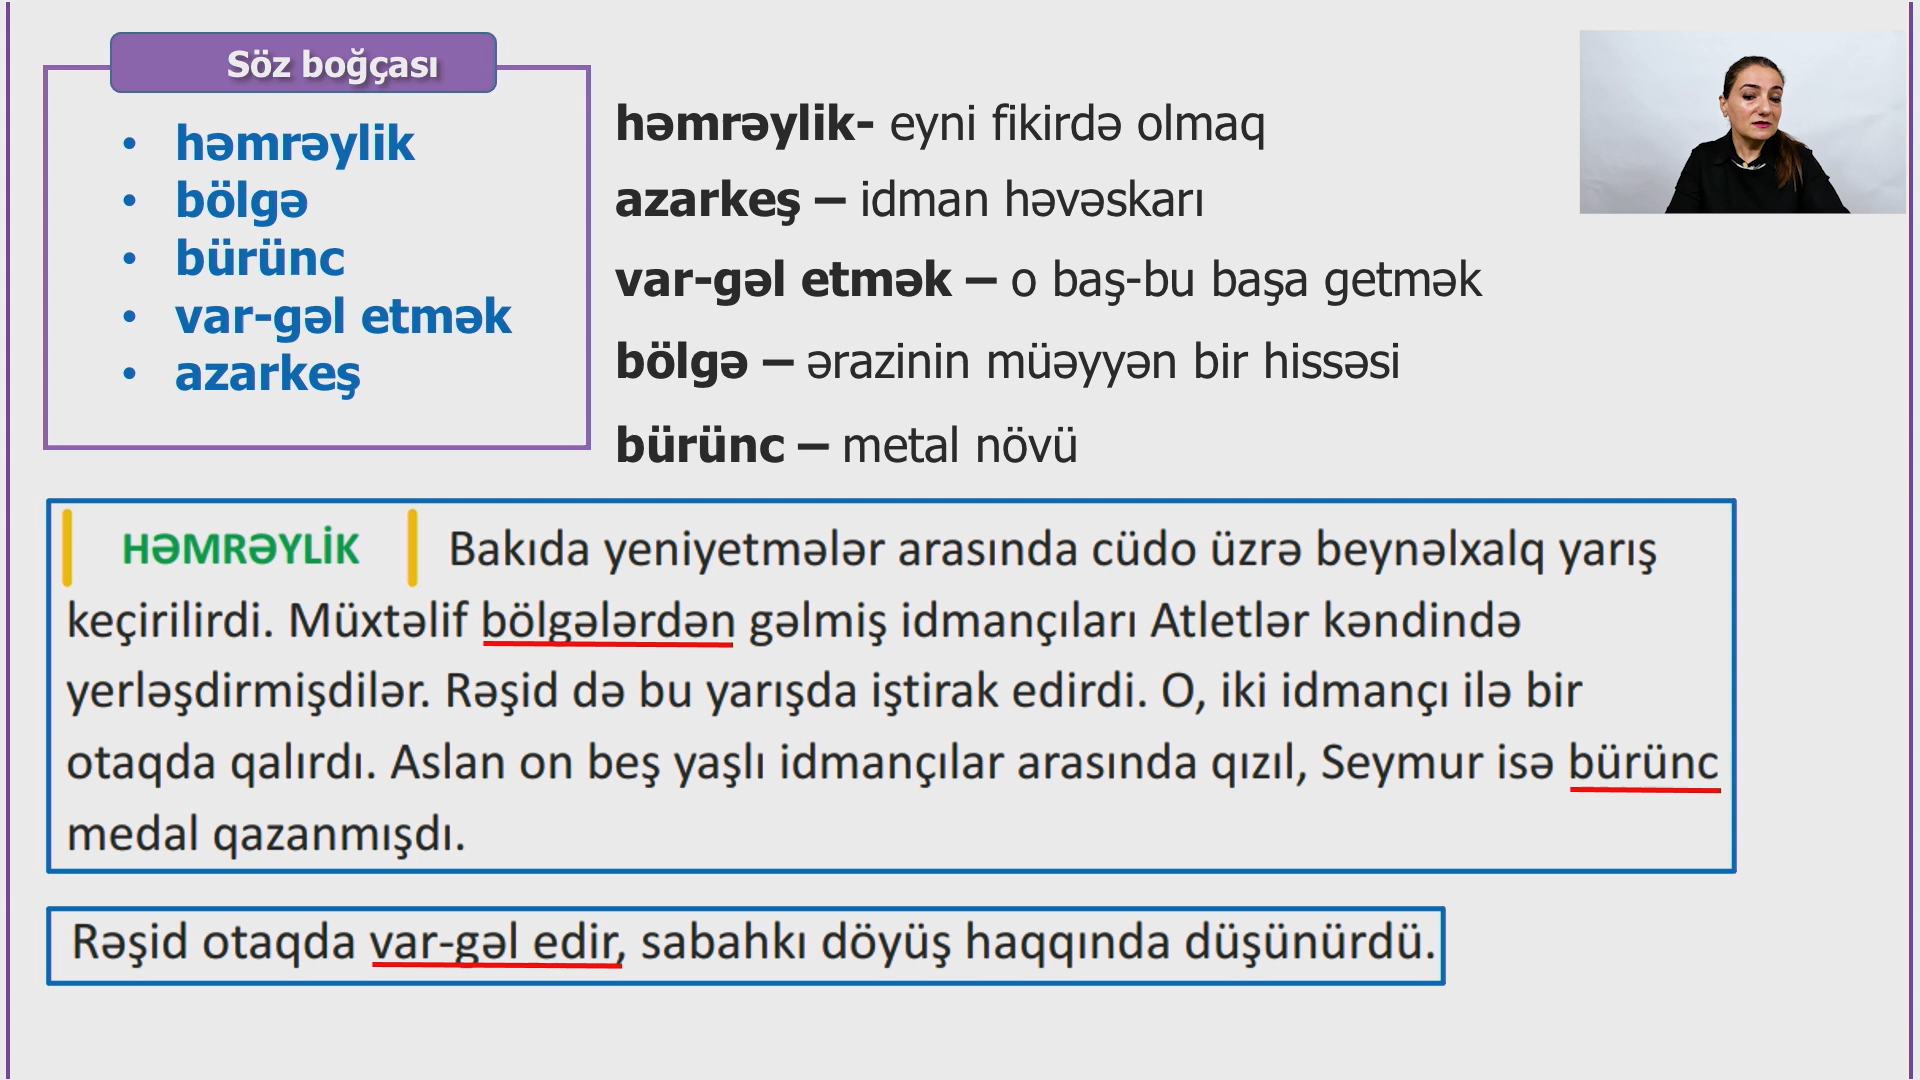 Söz boğçası
• həmrəylik
• bölgə
• bürünc
• var-gəl etmək
• azarkeş
həmrəylik- eyni fikirdə olmaq
azarkeş – idman həvəskarı
var-gəl etmək – o baş-bu başa getmək
bölgə – ərazinin müəyyən bir hissəsi
bürünc – metal növü
HƏMRƏYLİK Bakıda yeniyetmələr arasında cüdo üzrə beynəlxalq yarış
keçirilirdi. Müxtəlif bölgələrdən gəlmiş idmançıları Atletlər kəndində
yerləşdirmişdilər. Rəşid də bu yarışda iştirak edirdi. O, iki idmançı ilə bir
otaqda qalırdı. Aslan on beş yaşlı idmançılar arasında qızıl, Seymur isə bürünc
medal qazanmışdı.
Rəşid otaqda var-gəl edir, sabahkı döyüş haqqında düşünürdü.